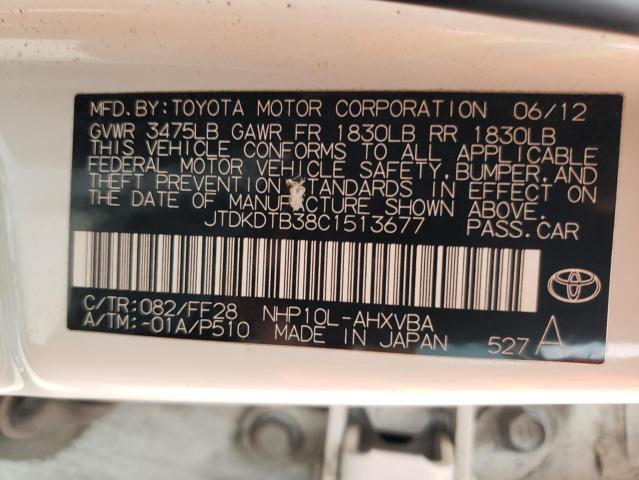 MFD.BY:TOYOTA MOTOR CORPORATION 06/12
GVWR 3475LB GAWR FR 1830LB RR 1830LB
THIS VEHICLE CONFORMS TO ALL APPLICABLE
FEDERAL MOTOR VEHICLE SAFETY,BUMPER,AND
THEFT PREVENTION STANDARDS IN EFFECT ON
THE DATE OF MANUFACTURE SHOWN ABOVE.
JTDKDTB38C1513677 PASS.CAR
C/TR:082/FF28 NHP10L-AHXVBA
A/TM:-01A/P510 MADE IN JAPAN
527 A